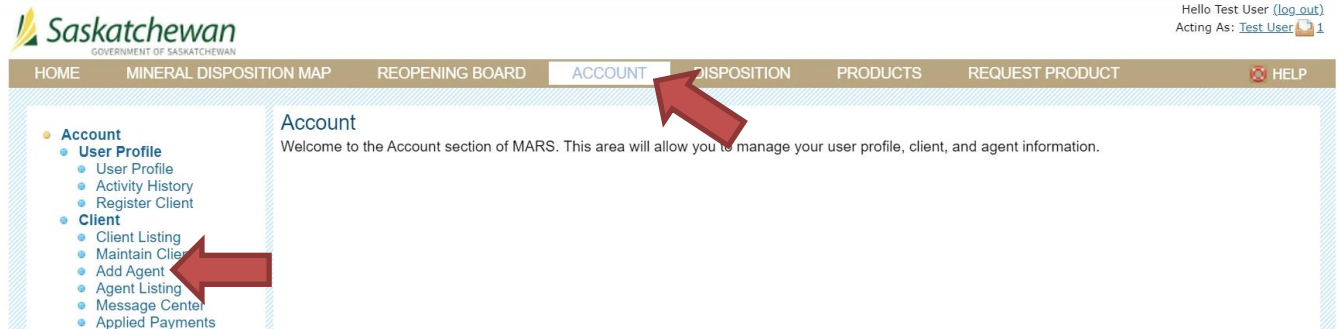 Hello Test User (log out)
Saskatchewan
GOVERNMENT OF SASKATCHEWAN
Acting As: Test User 1
HOME MINERAL DISPOSITION MAP REOPENING BOARD ACCOUNT DISPOSITION PRODUCTS REQUEST PRODUCT HELP
Account
Welcome to the Account section of MARS. This area will allow you to manage your user profile, client, and agent information.
Account
User Profile
User Profile
Activity History
Register Client
Client
Client Listing
Maintain Client
Add Agent
Agent Listing
Message Center
Applied Payments